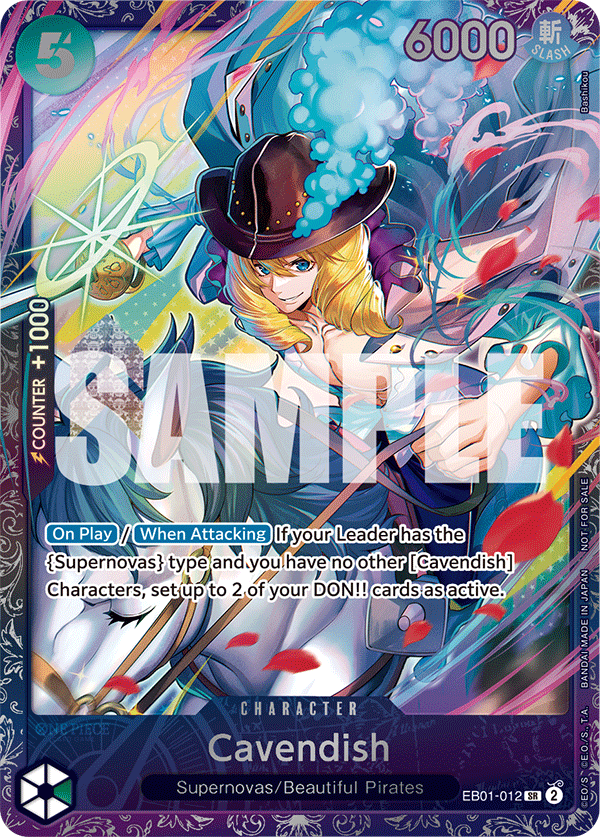 5
6000
斬
SLASH
Bashikou
COUNTER +1000
SAMPLE
On Play / When Attacking If your Leader has the
{Supernovas} type and you have no other [Cavendish]
Characters, set up to 2 of your DON!! cards as active.
CHARACTER
ONE PIECE
Cavendish
Supernovas/Beautiful Pirates
EB01-012 SR 2
©E.O./S. ©E.O./S., T.A. BANDAI MADE IN JAPAN NOT FOR SALE